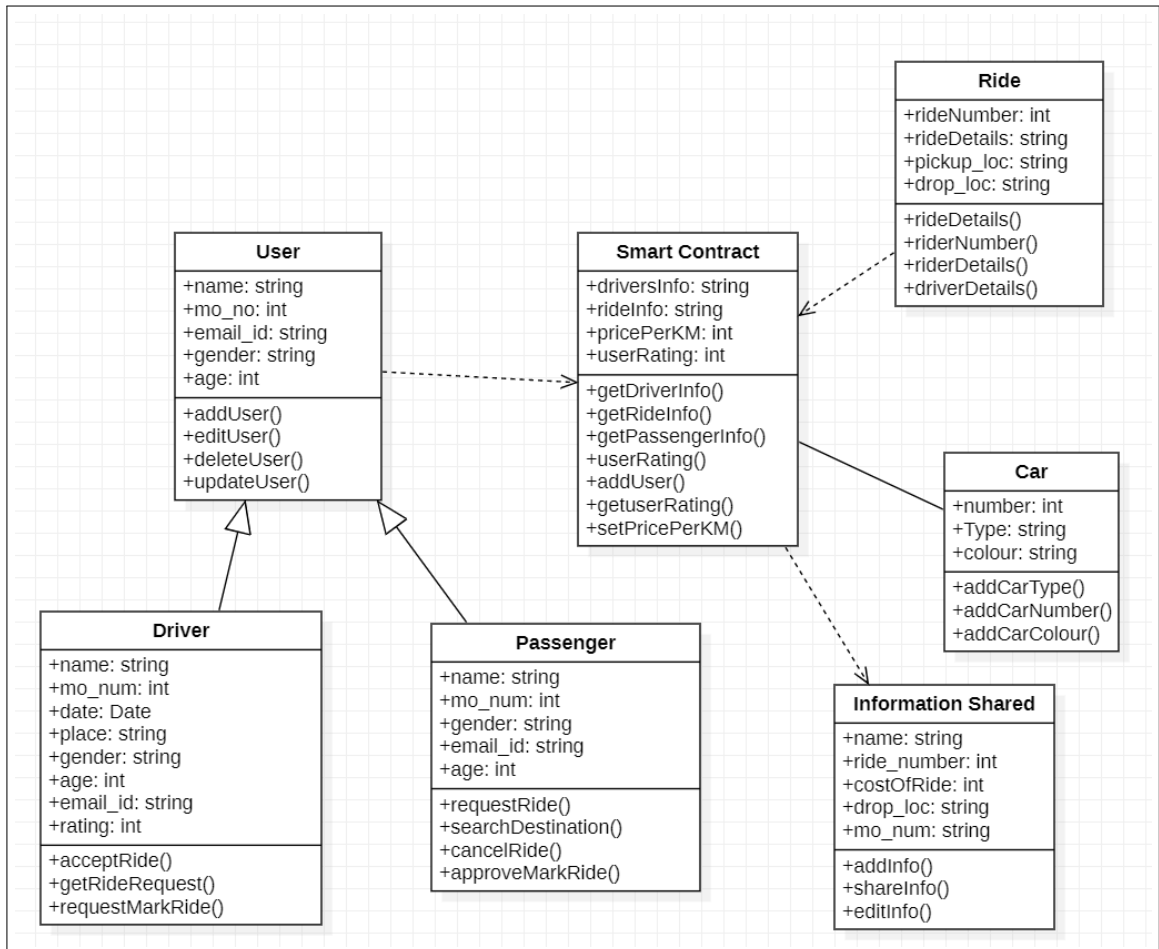 Ride
+rideNumber: int
+rideDetails: string
+pickup_loc: string
+drop_loc: string
+rideDetails()
+riderNumber()
+riderDetails()
+driverDetails()
User
+name: string
+mo_no: int
+email_id: string
+gender: string
+age: int
+addUser()
+editUser()
+deleteUser()
+updateUser()
Smart Contract
+driversInfo: string
+rideInfo: string
+pricePerKM: int
+userRating: int
+getDriverInfo()
+getRideInfo()
+getPassengerInfo()
+userRating()
+addUser()
+getuserRating()
+setPricePerKM()
Car
+number: int
+Type: string
+colour: string
+addCarType()
+addCarNumber()
+addCarColour()
Driver
+name: string
+mo_num: int
+date: Date
+place: string
+gender: string
+age: int
+email_id: string
+rating: int
+acceptRide()
+getRideRequest()
+requestMarkRide()
Passenger
+name: string
+mo_num: int
+gender: string
+email_id: string
+age: int
+requestRide()
+searchDestination()
+cancelRide()
+approveMarkRide()
Information Shared
+name: string
+ride_number: int
+costOfRide: int
+drop_loc: string
+mo_num: string
+addInfo()
+shareInfo()
+editInfo()